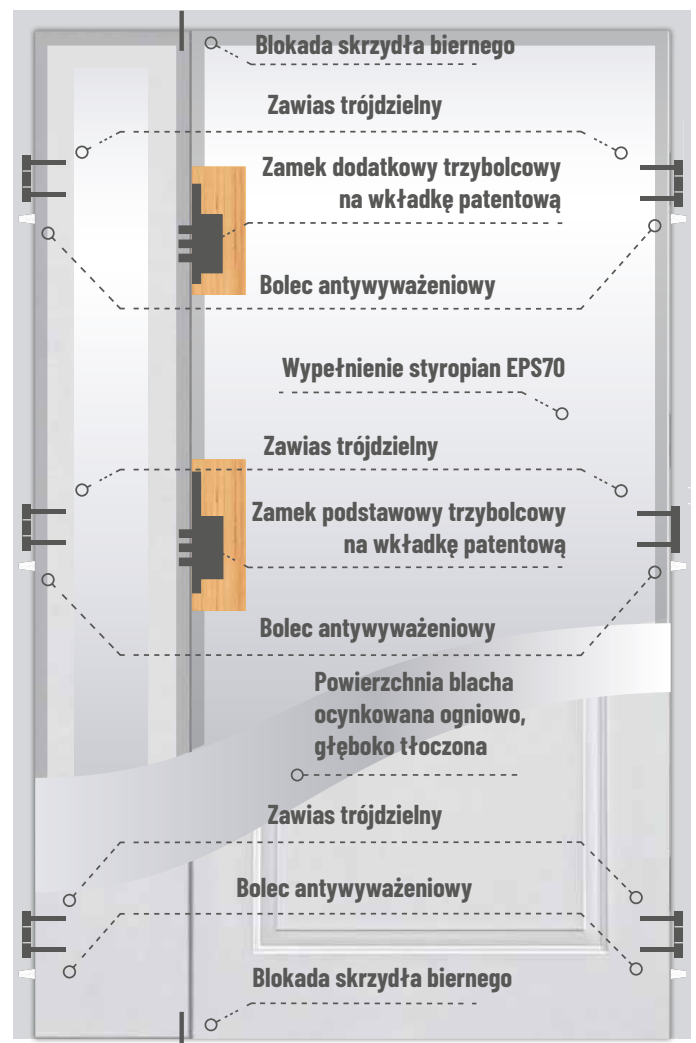 Blokada skrzydła biernego
Zawias trójdzielny
Zamek dodatkowy trzybolcowy
na wkładkę patentową
Bolec antywyważeniowy
Wypełnienie styropian EPS70
Zawias trójdzielny
Zamek podstawowy trzybolcowy
na wkładkę patentową
Bolec antywyważeniowy
Powierzchnia blacha
ocynkowana ogniowo,
głęboko tłoczona
Zawias trójdzielny
Bolec antywyważeniowy
Blokada skrzydła biernego